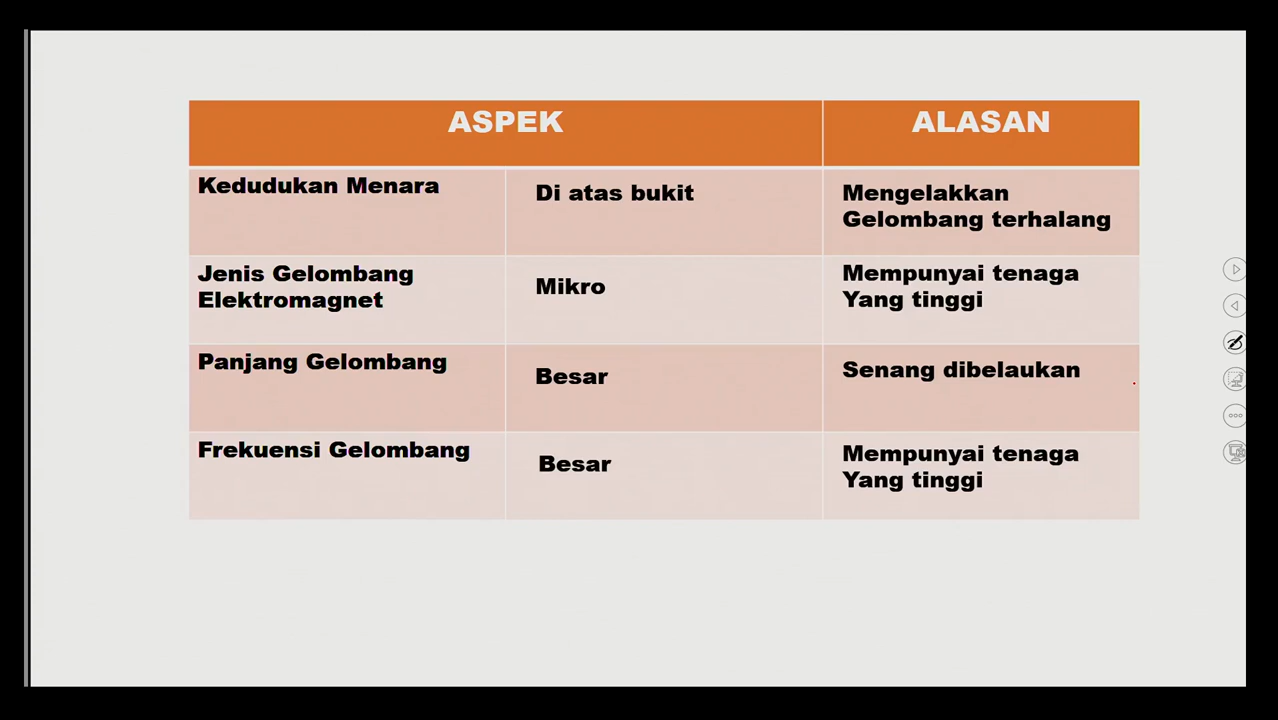 ASPEK
ALASAN
Kedudukan Menara
Di atas bukit
Mengelakkan
Gelombang terhalang
Jenis Gelombang
Elektromagnet
Mikro
Mempunyai tenaga
Yang tinggi
Panjang Gelombang
Besar
Senang dibelaukan
Frekuensi Gelombang
Besar
Mempunyai tenaga
Yang tinggi